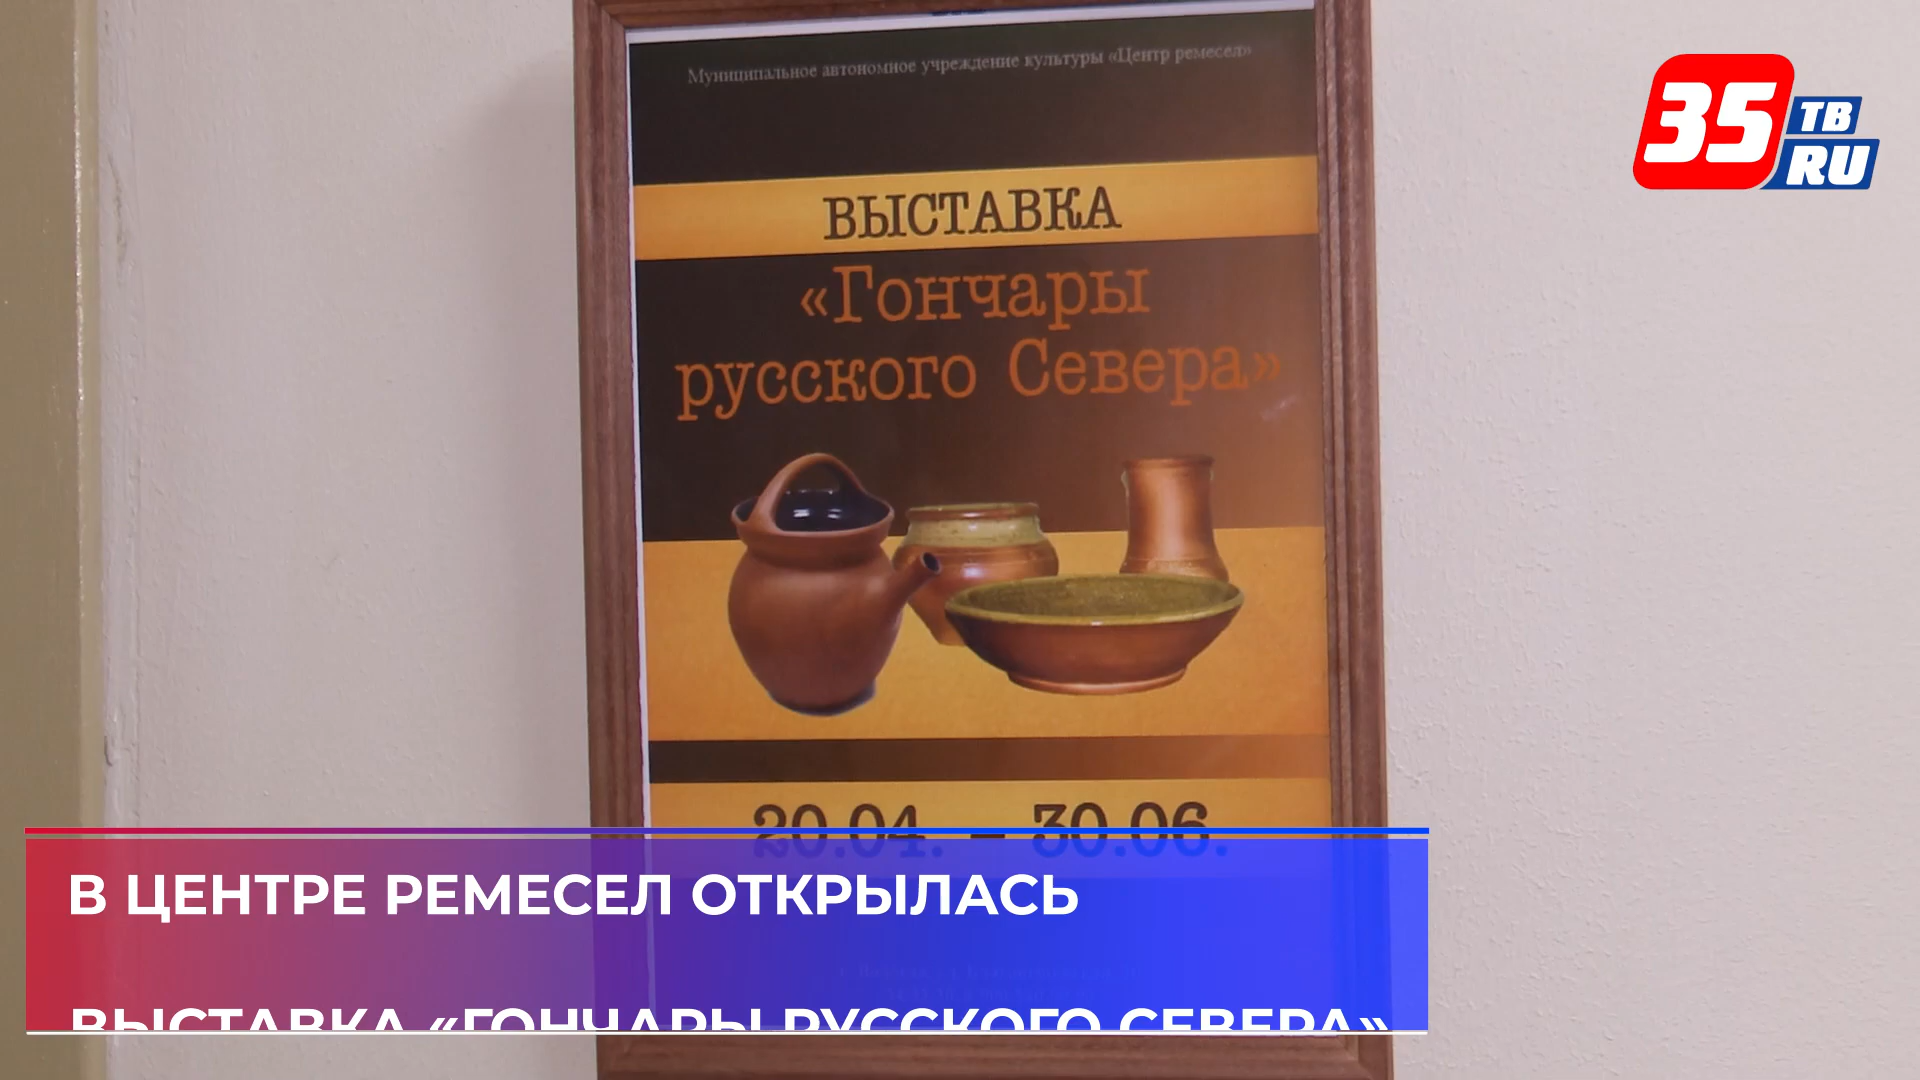 Муниципальное автономное учреждение культуры «Центр ремесел»
35
ТВ
RU
ВЫСТАВКА
«Гончары
русского Севера»
20.04. – 30.06.
В ЦЕНТРЕ РЕМЕСЕЛ ОТКРЫЛАСЬ
ВЫСТАВКА «ГОНЧАРЫ РУССКОГО СЕВЕРА»